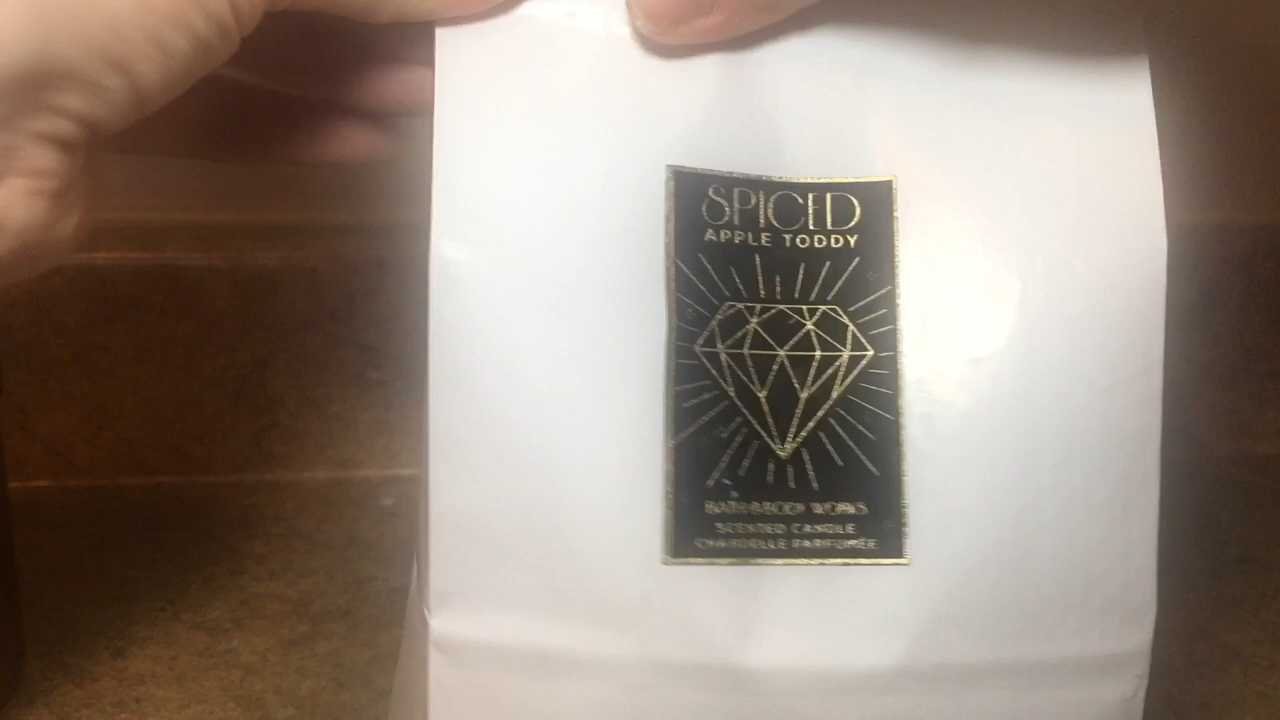 SPICED
APPLE TODDY
BATH & BODY WORKS
SCENTED CANDLE
CHANDELLE PARFUMÉE